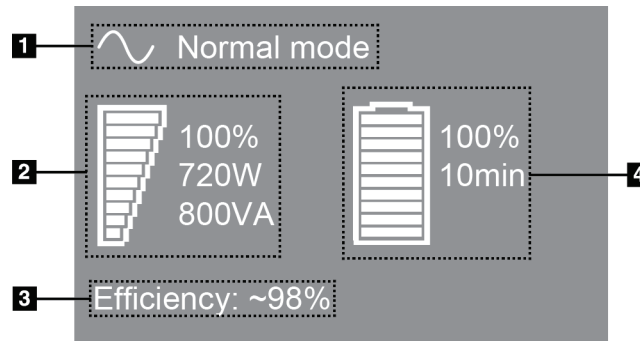 1
Normal mode
2
100%
720W
800VA
100%
10min
4
3
Efficiency: ~98%